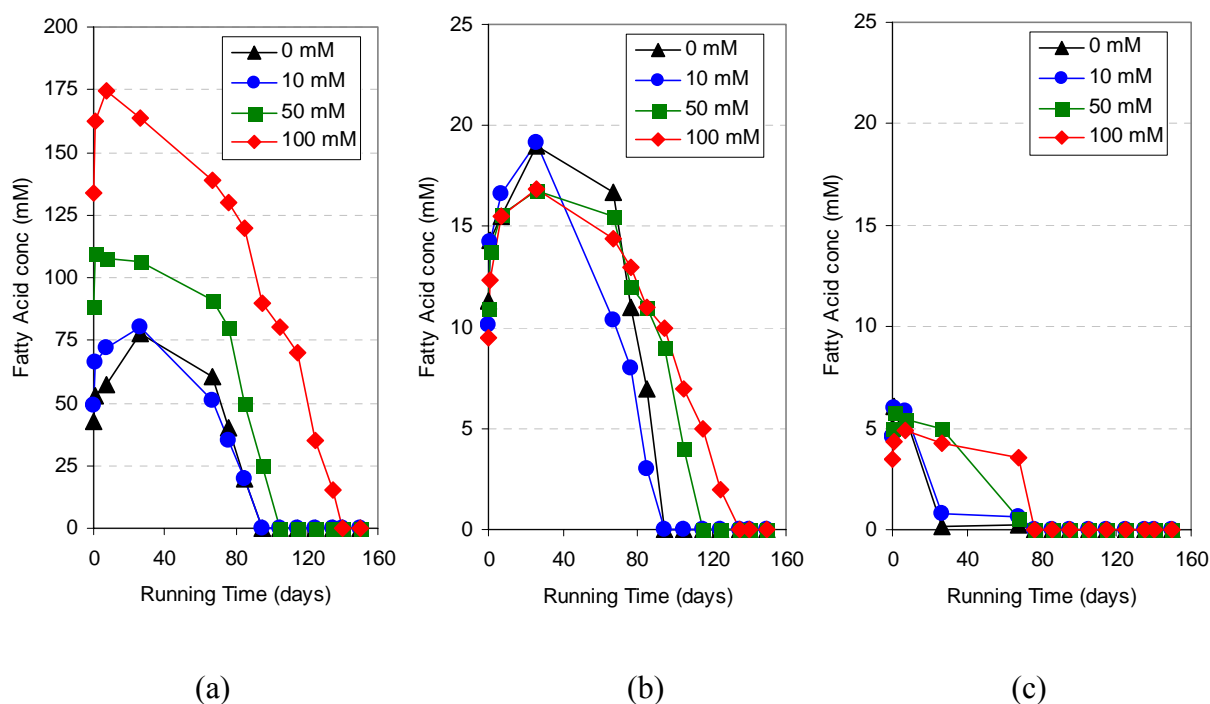 200
175
150
125
100
75
50
25
0
0 40 80 120 160
Fatty Acid conc (mM)
Running Time (days)
0 mM
10 mM
50 mM
100 mM
(a)
25
20
15
10
5
0
0 40 80 120 160
Fatty Acid conc (mM)
Running Time (days)
0 mM
10 mM
50 mM
100 mM
(b)
25
20
15
10
5
0
0 40 80 120 160
Fatty Acid conc (mM)
Running Time (days)
0 mM
10 mM
50 mM
100 mM
(c)